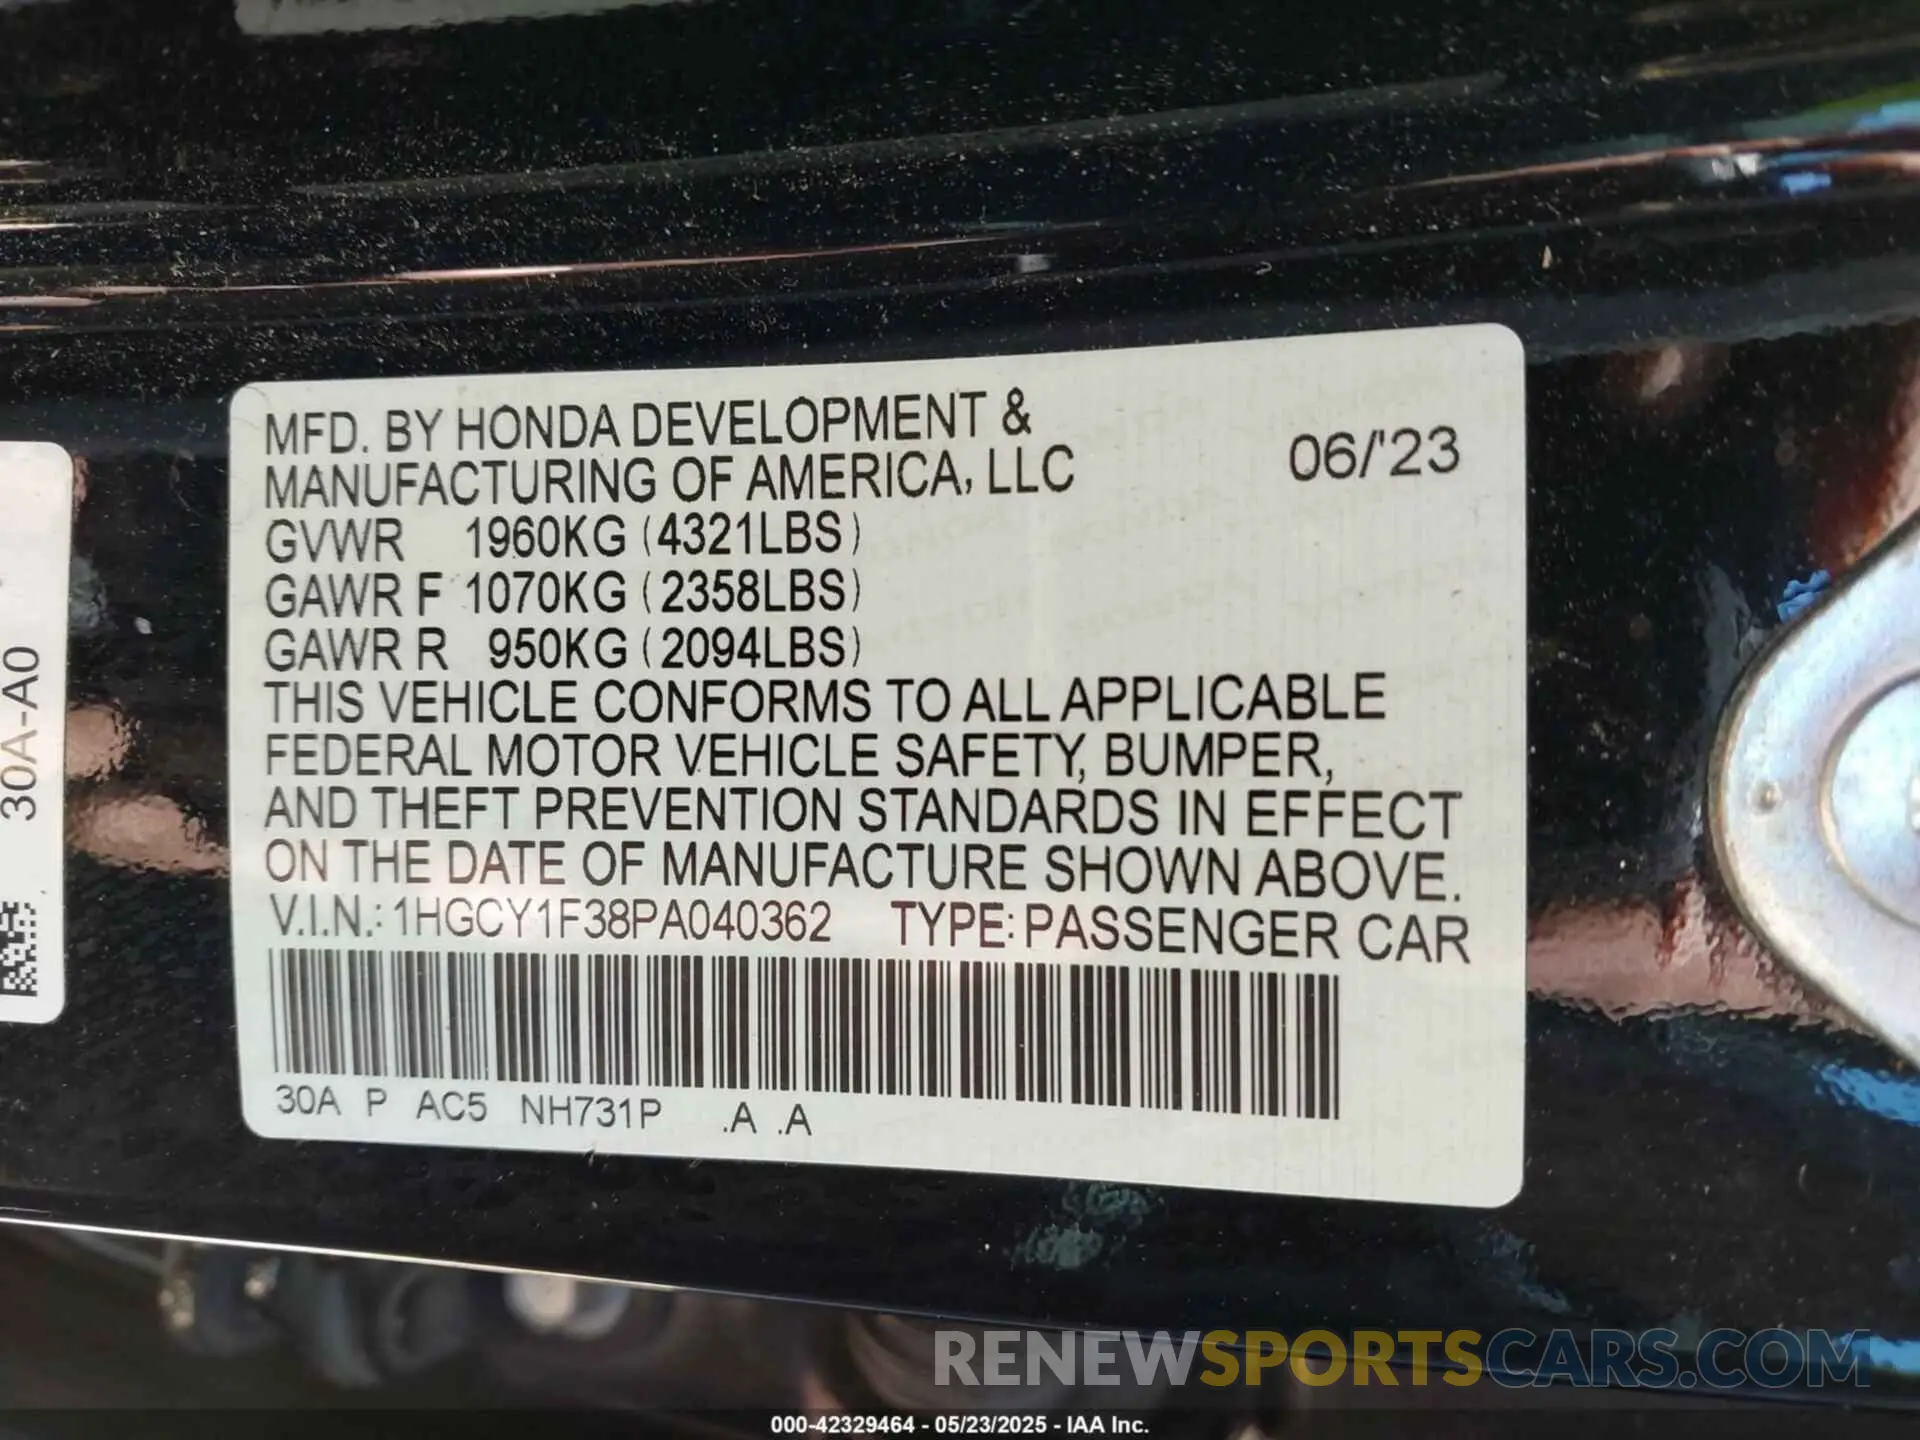 MFD. BY HONDA DEVELOPMENT &
MANUFACTURING OF AMERICA, LLC
06/'23
GVWR 1960KG (4321LBS)
GAWR F 1070KG (2358LBS)
GAWR R 950KG (2094LBS)
THIS VEHICLE CONFORMS TO ALL APPLICABLE
FEDERAL MOTOR VEHICLE SAFETY, BUMPER,
AND THEFT PREVENTION STANDARDS IN EFFECT
ON THE DATE OF MANUFACTURE SHOWN ABOVE.
V.I.N.: 1HGCY1F38PA040362 TYPE: PASSENGER CAR
30A P AC5 NH731P .A .A
30A-A0
RENEWSPORTSCARS.COM
000-42329464 - 05/23/2025 - IAA Inc.